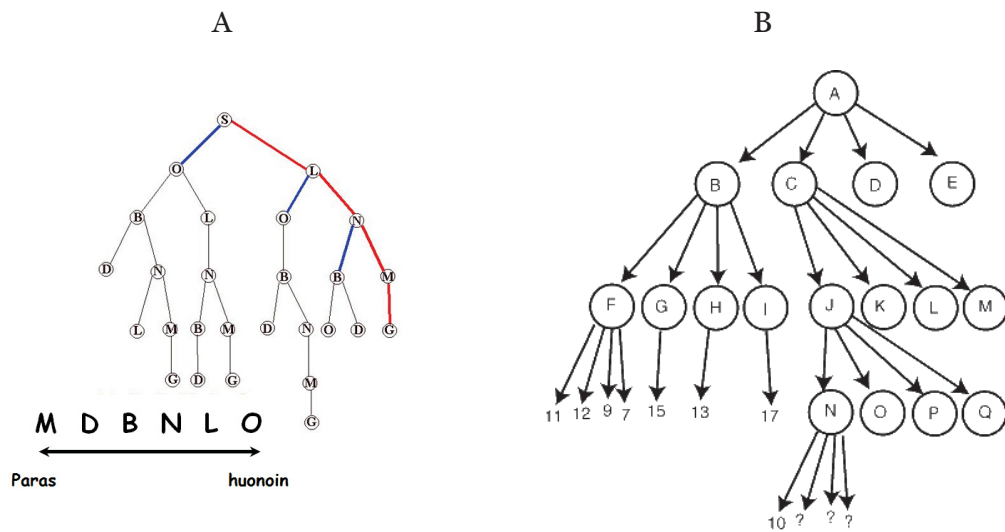 A B
A
S
O L
B C D E
B L O N
D N N B B M
F G H I J K L M
L M B M D N O D G
G D G M
11 12 9 7 15 13 17
N O P Q
M D B N L O
G
Paras huonoin
10 ? ? ?